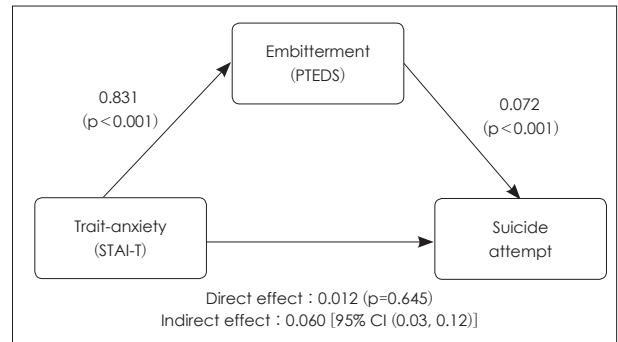 Embitterment
(PTEDS)
0.831
(p<0.001)
0.072
(p<0.001)
Trait-anxiety
(STAI-T)
Suicide
attempt
Direct effect : 0.012 (p=0.645)
Indirect effect : 0.060 [95% CI (0.03, 0.12)]